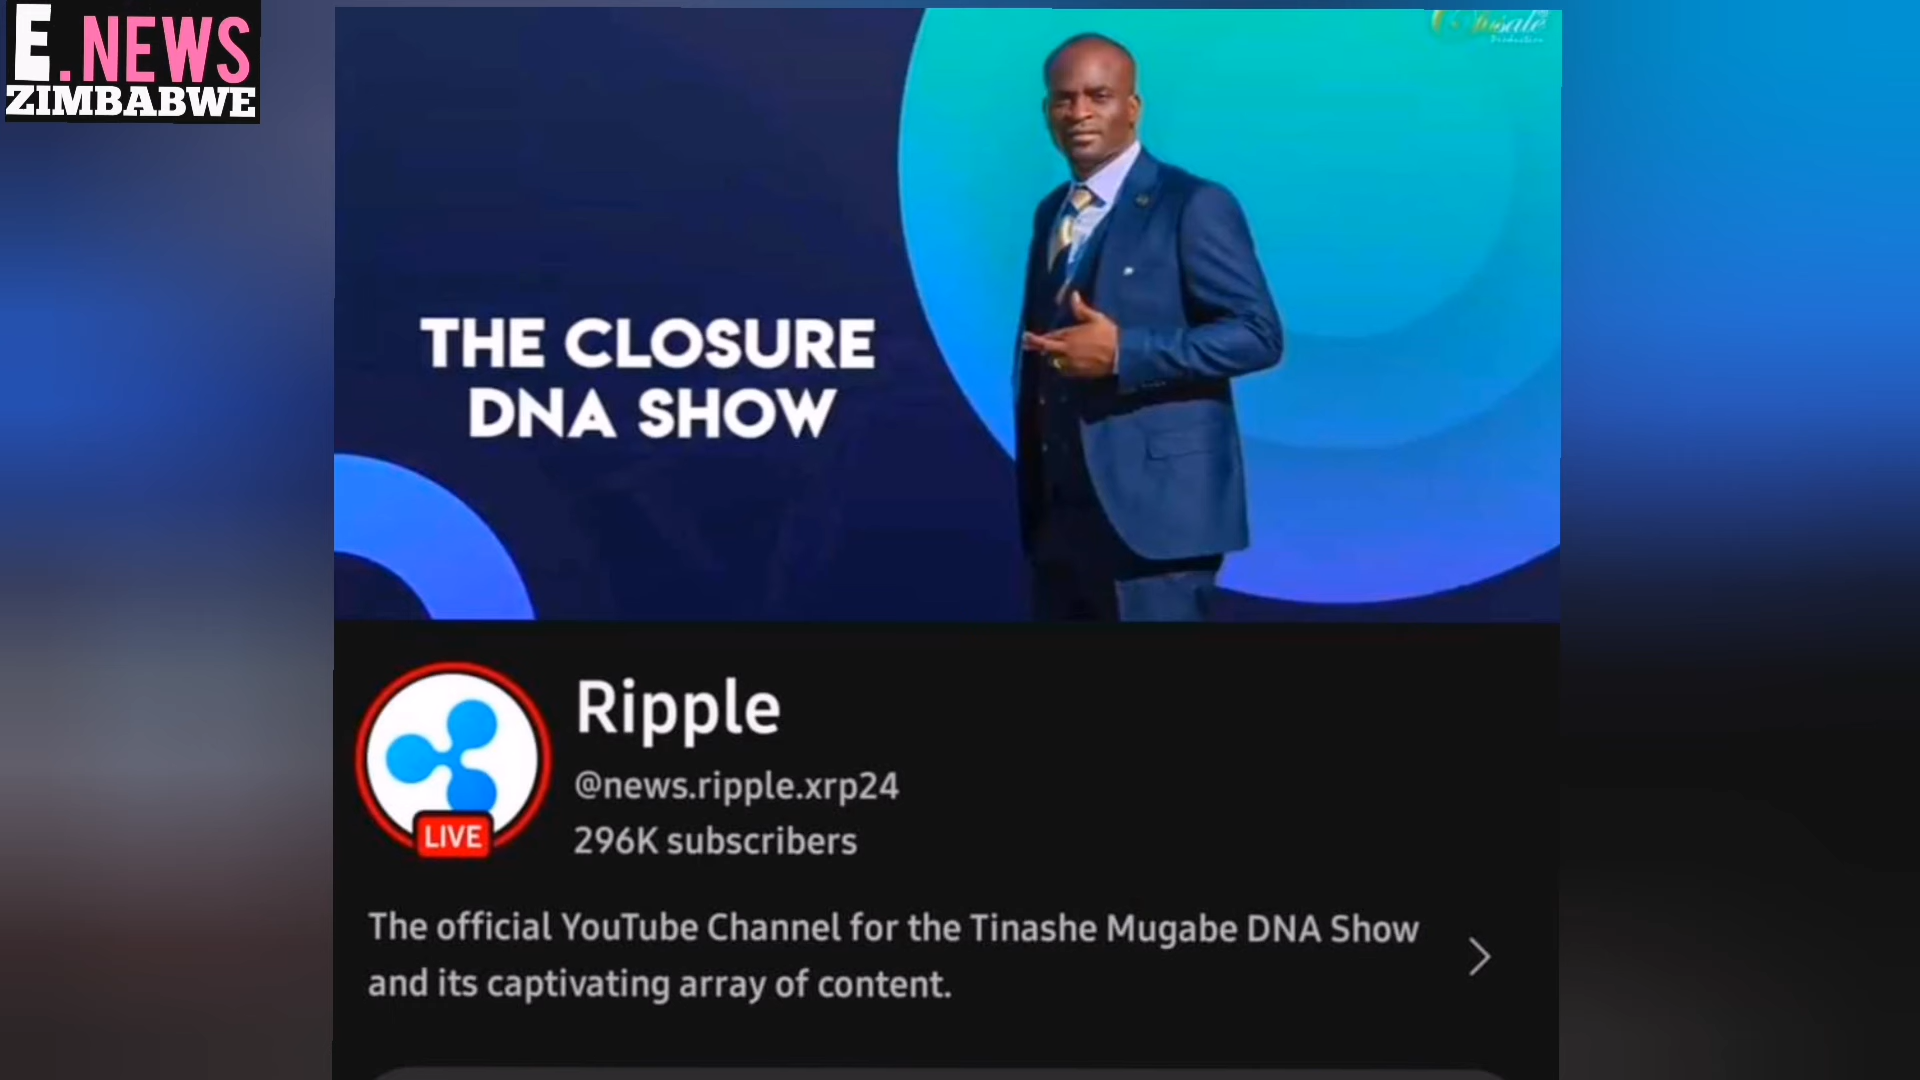 E.NEWS
ZIMBABWE
THE CLOSURE
DNA SHOW
Ripple
LIVE
@news.ripple.xrp24
296K subscribers
The official YouTube Channel for the Tinashe Mugabe DNA Show
and its captivating array of content.